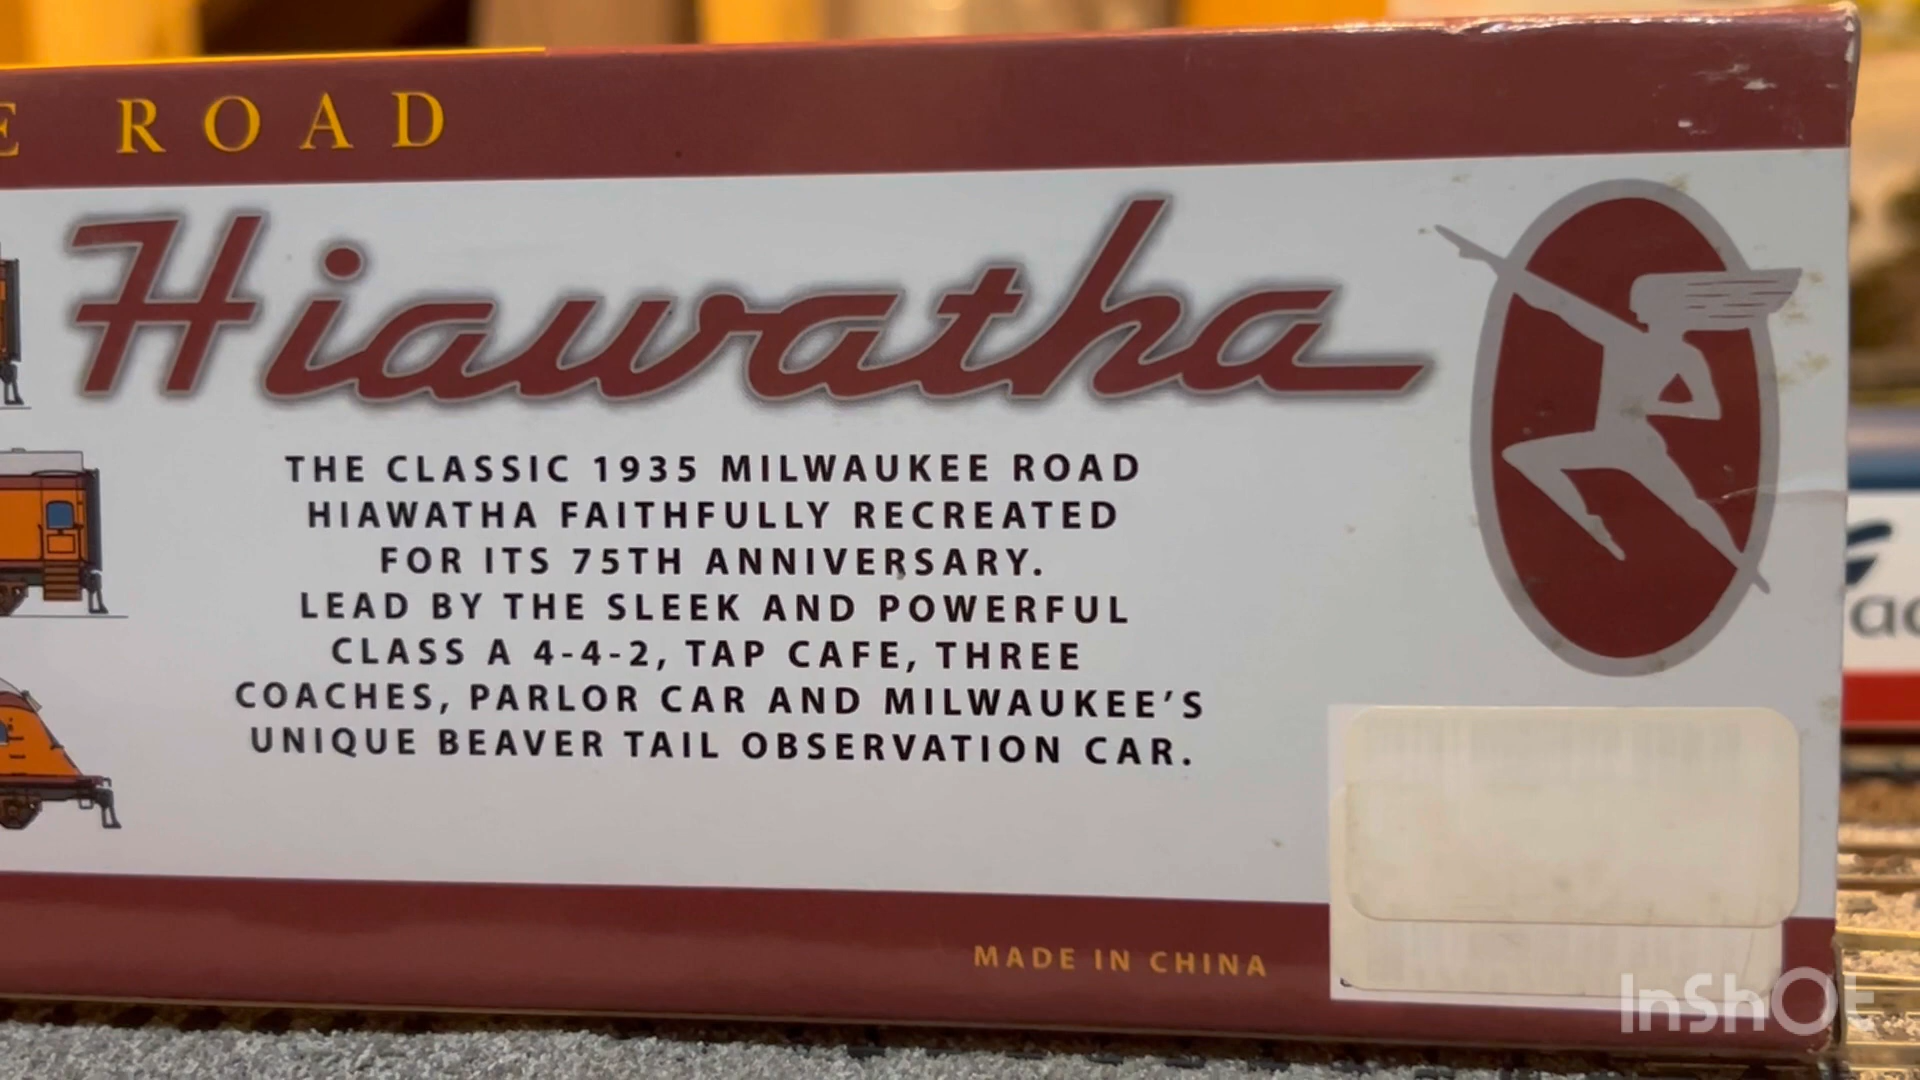 ROAD
Hiawatha
THE CLASSIC 1935 MILWAUKEE ROAD
HIAWATHA FAITHFULLY RECREATED
FOR ITS 75TH ANNIVERSARY.
LEAD BY THE SLEEK AND POWERFUL
CLASS A 4-4-2, TAP CAFE, THREE
COACHES, PARLOR CAR AND MILWAUKEE'S
UNIQUE BEAVER TAIL OBSERVATION CAR.
MADE IN CHINA
InShOt